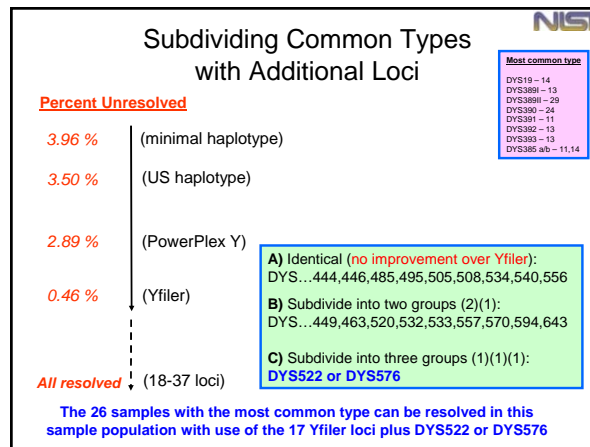 NIST
Subdividing Common Types
with Additional Loci
Most common type
DYS19 – 14
DYS389I – 13
DYS389II – 29
DYS390 – 24
DYS391 – 11
DYS392 – 13
DYS393 – 13
DYS385 a/b – 11,14
Percent Unresolved
3.96 % (minimal haplotype)
3.50 % (US haplotype)
2.89 % (PowerPlex Y)
0.46 % (Yfiler)
All resolved (18-37 loci)
A) Identical (no improvement over Yfiler):
DYS…444,446,485,495,505,508,534,540,556
B) Subdivide into two groups (2)(1):
DYS…449,463,520,532,533,557,570,594,643
C) Subdivide into three groups (1)(1)(1):
DYS522 or DYS576
The 26 samples with the most common type can be resolved in this
sample population with use of the 17 Yfiler loci plus DYS522 or DYS576